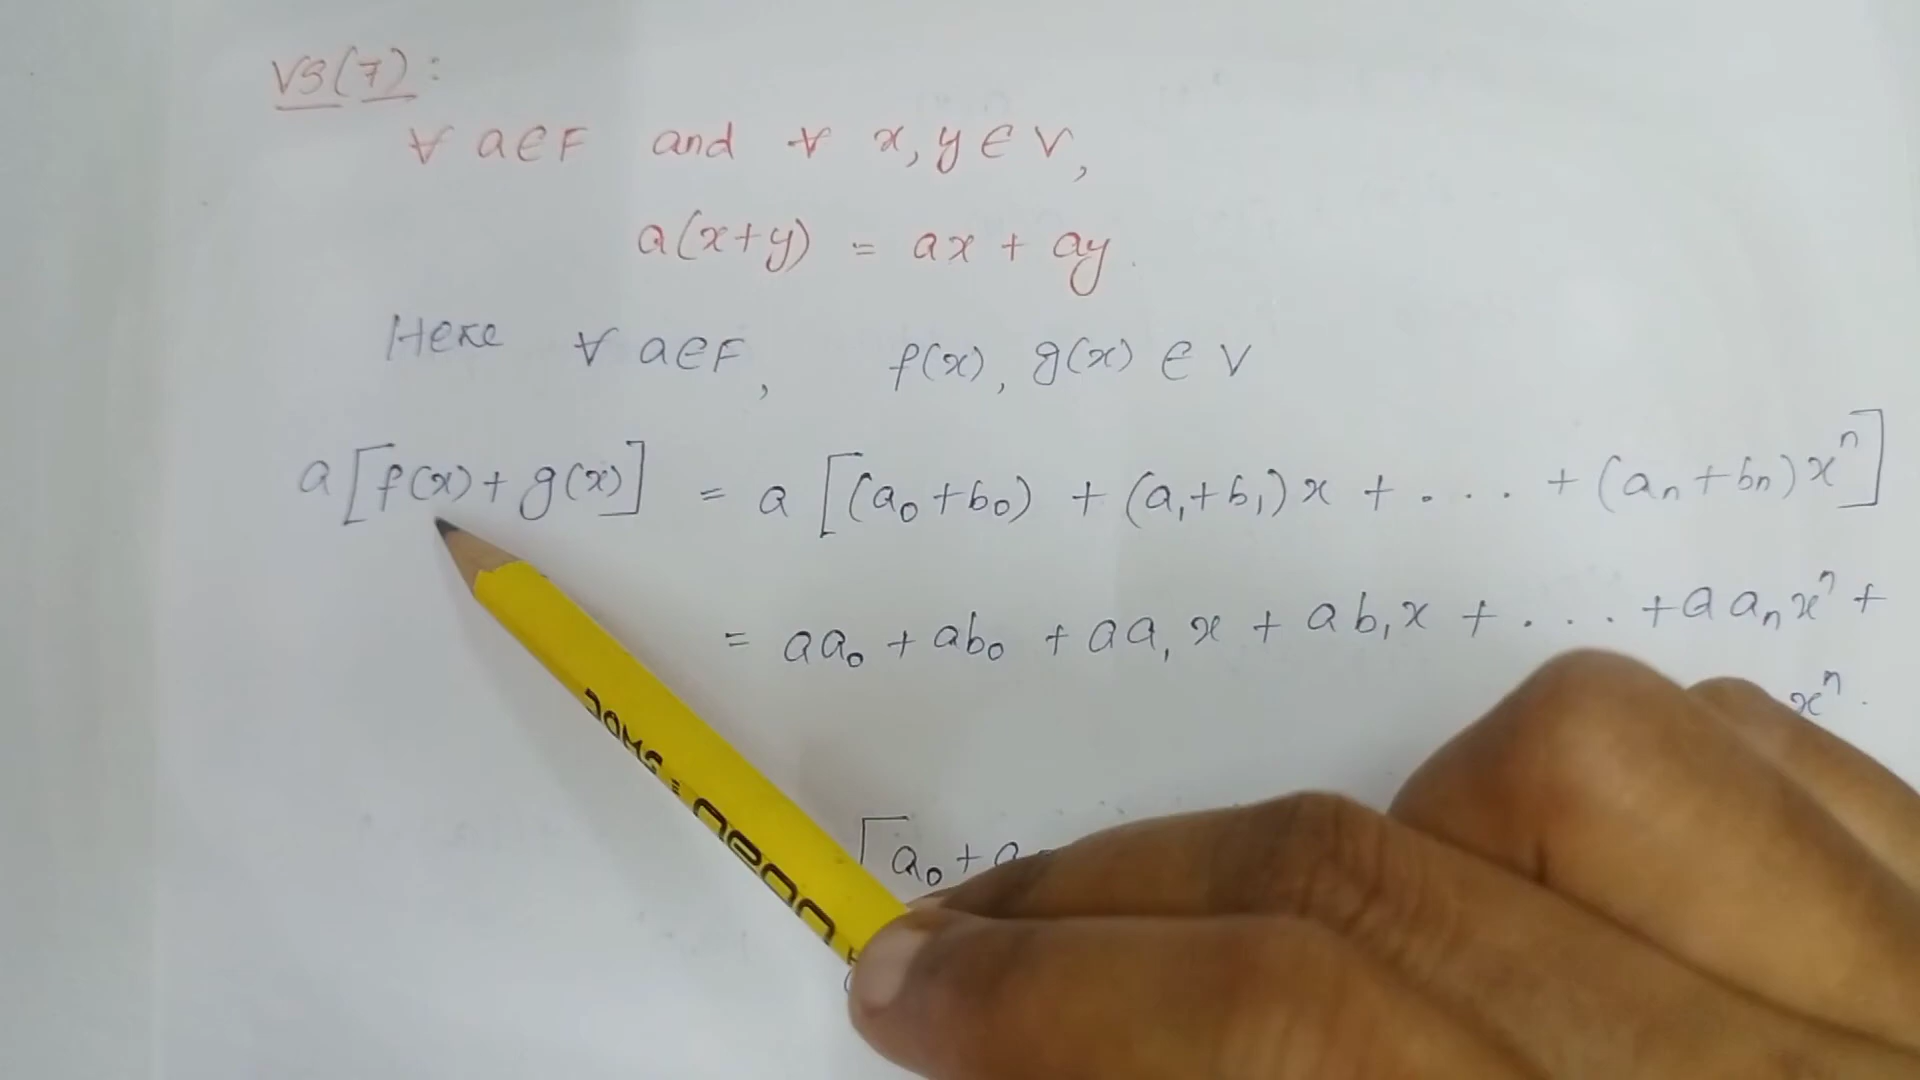 VS(7):
∀ a∈F and ∀ x, y ∈ V,
a(x+y) = ax + ay.
Here ∀ a∈F, f(x), g(x) ∈ V
a[f(x)+g(x)] = a[(a₀+b₀) + (a₁+b₁)x + .... + (aₙ+bₙ)xⁿ]
= aa₀ + ab₀ + aa₁x + ab₁x + .... + aaₙxⁿ +
xⁿ.
[a₀ + a
DOMS